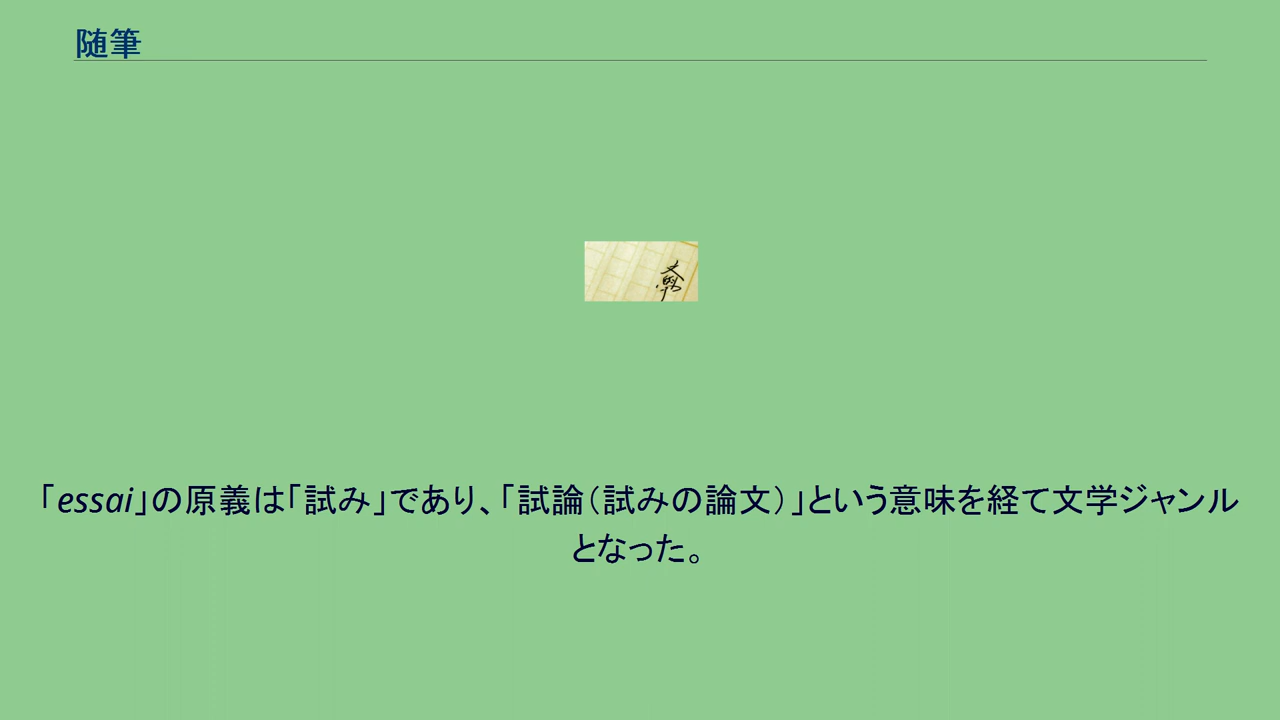 随筆
「essai」の原義は「試み」であり、「試論（試みの論文）」という意味を経て文学ジャンル
となった。